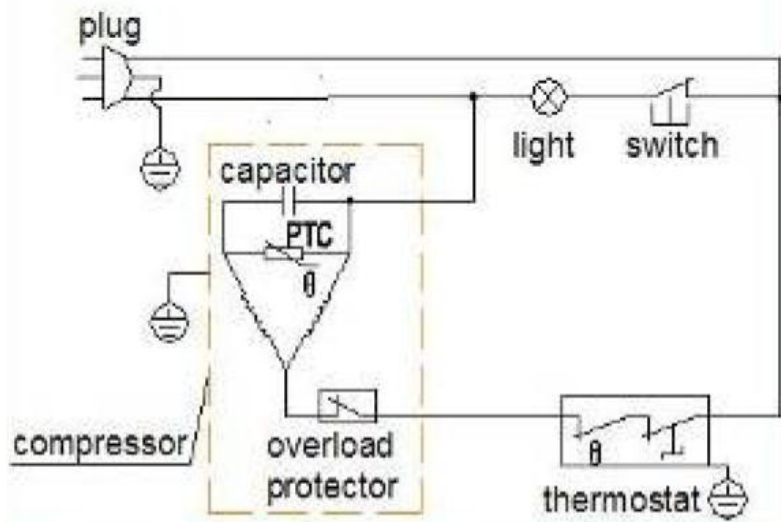 plug
light
switch
capacitor
PTC
θ
compressor
overload
protector
θ
thermostat